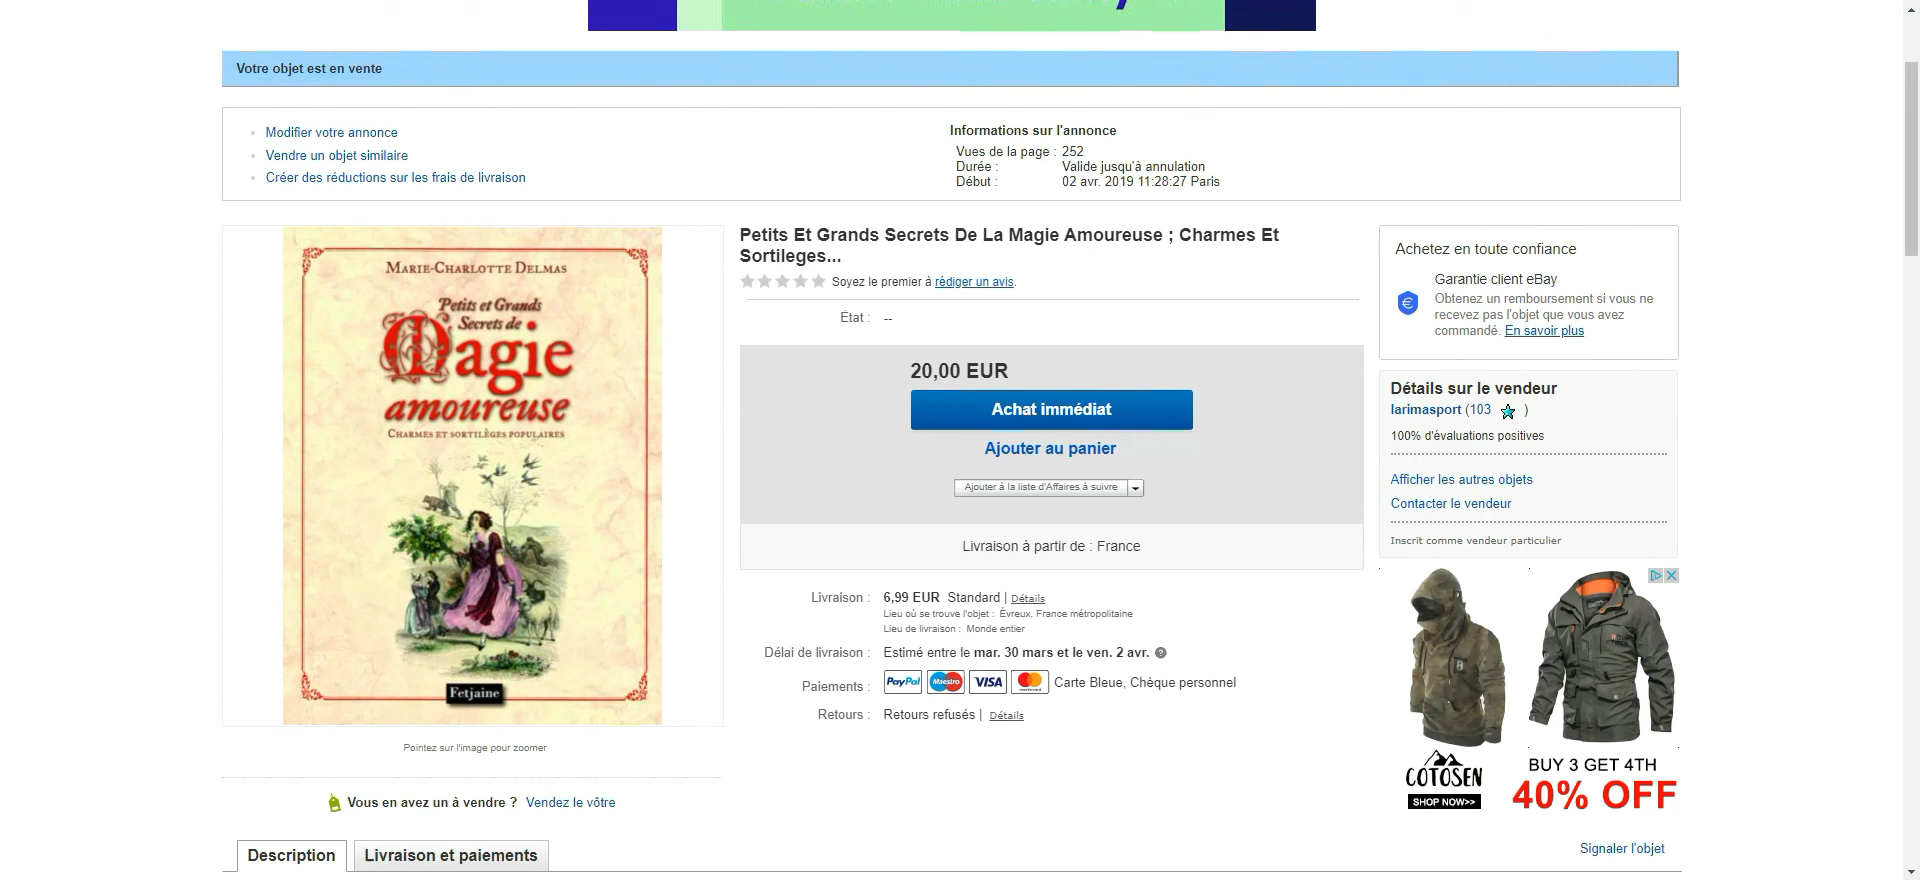 Votre objet est en vente
Modifier votre annonce
Vendre un objet similaire
Créer des réductions sur les frais de livraison
Informations sur l'annonce
Vues de la page : 252
Durée : Valide jusqu'à annulation
Début : 02 avr. 2019 11:28:27 Paris
MARIE-CHARLOTTE DELMAS
Petits et Grands
Secrets de
Magie
amoureuse
CHARMES ET SORTILÈGES POPULAIRES
Fetjaine
Pointez sur l'image pour zoomer
Vous en avez un à vendre ? Vendez le vôtre
Petits Et Grands Secrets De La Magie Amoureuse ; Charmes Et
Sortileges...
Soyez le premier à rédiger un avis.
État : --
20,00 EUR
Achat immédiat
Ajouter au panier
Ajouter à la liste d'Affaires à suivre
Livraison à partir de : France
Livraison : 6,99 EUR Standard | Détails
Lieu où se trouve l'objet : Évreux, France métropolitaine
Lieu de livraison : Monde entier
Délai de livraison : Estimé entre le mar. 30 mars et le ven. 2 avr. ?
Paiements : PayPal Maestro VISA mastercard Carte Bleue, Chèque personnel
Retours : Retours refusés | Détails
Achetez en toute confiance
Garantie client eBay
Obtenez un remboursement si vous ne
recevez pas l'objet que vous avez
commandé. En savoir plus
Détails sur le vendeur
larimasport (103 )
100% d'évaluations positives
Afficher les autres objets
Contacter le vendeur
Inscrit comme vendeur particulier
COTOSEN
SHOP NOW>>
BUY 3 GET 4TH
40% OFF
Description
Livraison et paiements
Signaler l'objet